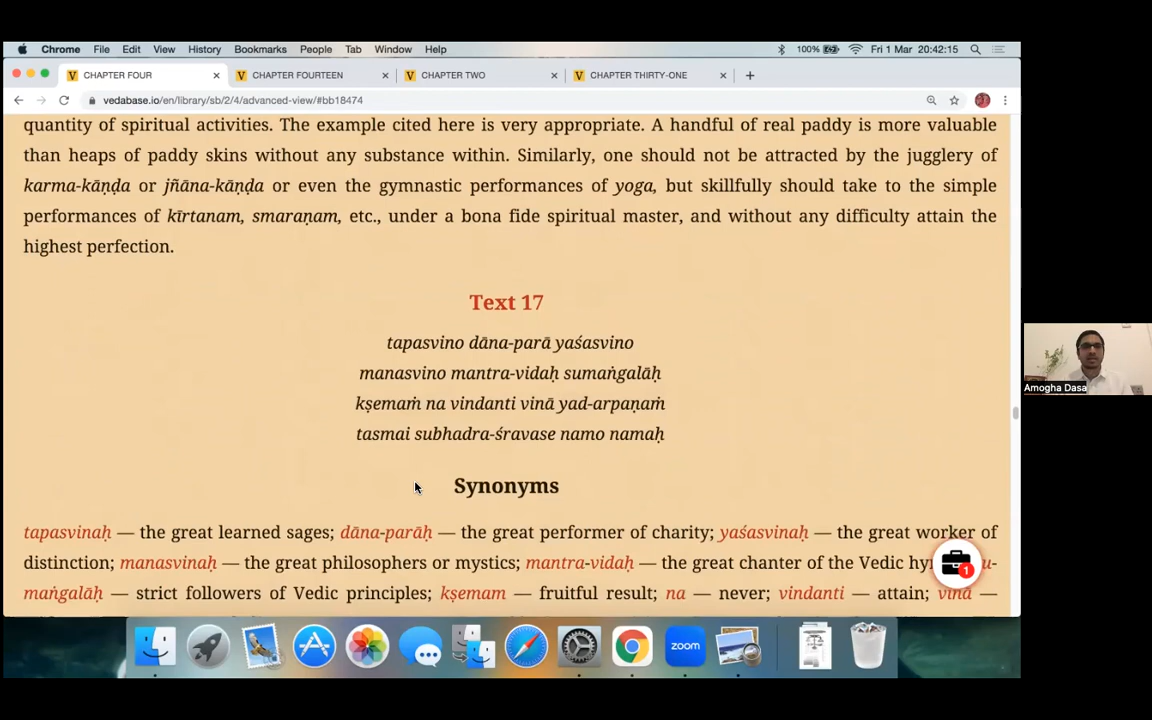 Chrome File Edit View History Bookmarks People Tab Window Help 100% Fri 1 Mar 20:42:15
CHAPTER FOUR CHAPTER FOURTEEN CHAPTER TWO CHAPTER THIRTY-ONE
vedabase.io/en/library/sb/2/4/advanced-view/#bb18474
quantity of spiritual activities. The example cited here is very appropriate. A handful of real paddy is more valuable
than heaps of paddy skins without any substance within. Similarly, one should not be attracted by the jugglery of
karma-kāṇḍa or jñāna-kāṇḍa or even the gymnastic performances of yoga, but skillfully should take to the simple
performances of kīrtanam, smaraṇam, etc., under a bona fide spiritual master, and without any difficulty attain the
highest perfection.
Text 17
tapasvino dāna-parā yaśasvino
manasvino mantra-vidaḥ sumaṅgalāḥ
kṣemaṁ na vindanti vinā yad-arpaṇaṁ
tasmai subhadra-śravase namo namaḥ
Synonyms
tapasvinaḥ — the great learned sages; dāna-parāḥ — the great performer of charity; yaśasvinaḥ — the great worker of
distinction; manasvinaḥ — the great philosophers or mystics; mantra-vidaḥ — the great chanter of the Vedic
maṅgalāḥ — strict followers of Vedic principles; kṣemam — fruitful result; na — never; vindanti — attain; vinā —
1
zoom
Amogha Dasa